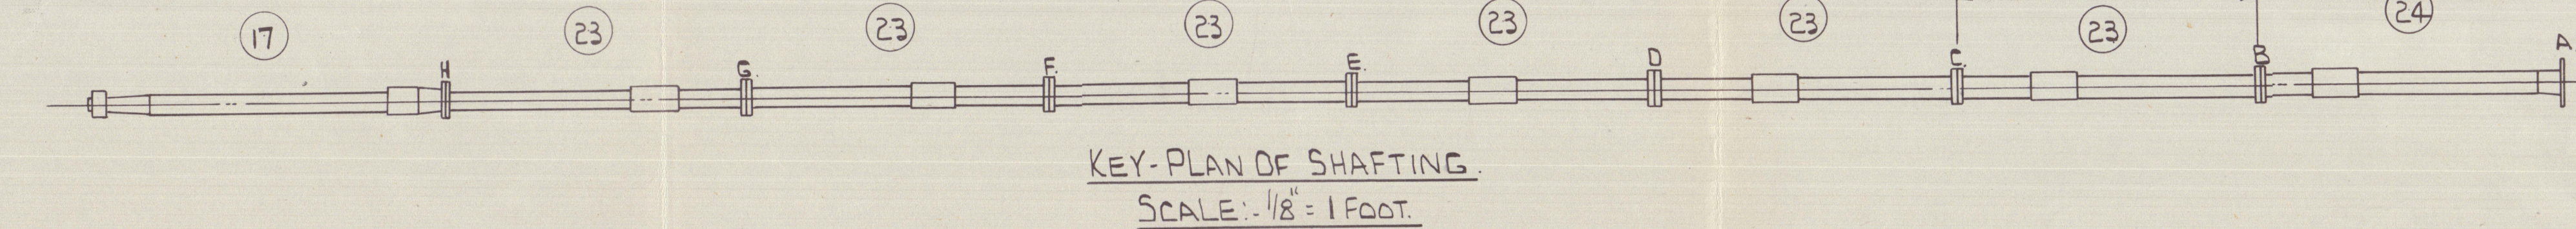 17 23 23 23 23 23 23 24
H G. F. E. D C. B A
KEY-PLAN OF SHAFTING.
SCALE:- 1/8" = 1 FOOT.